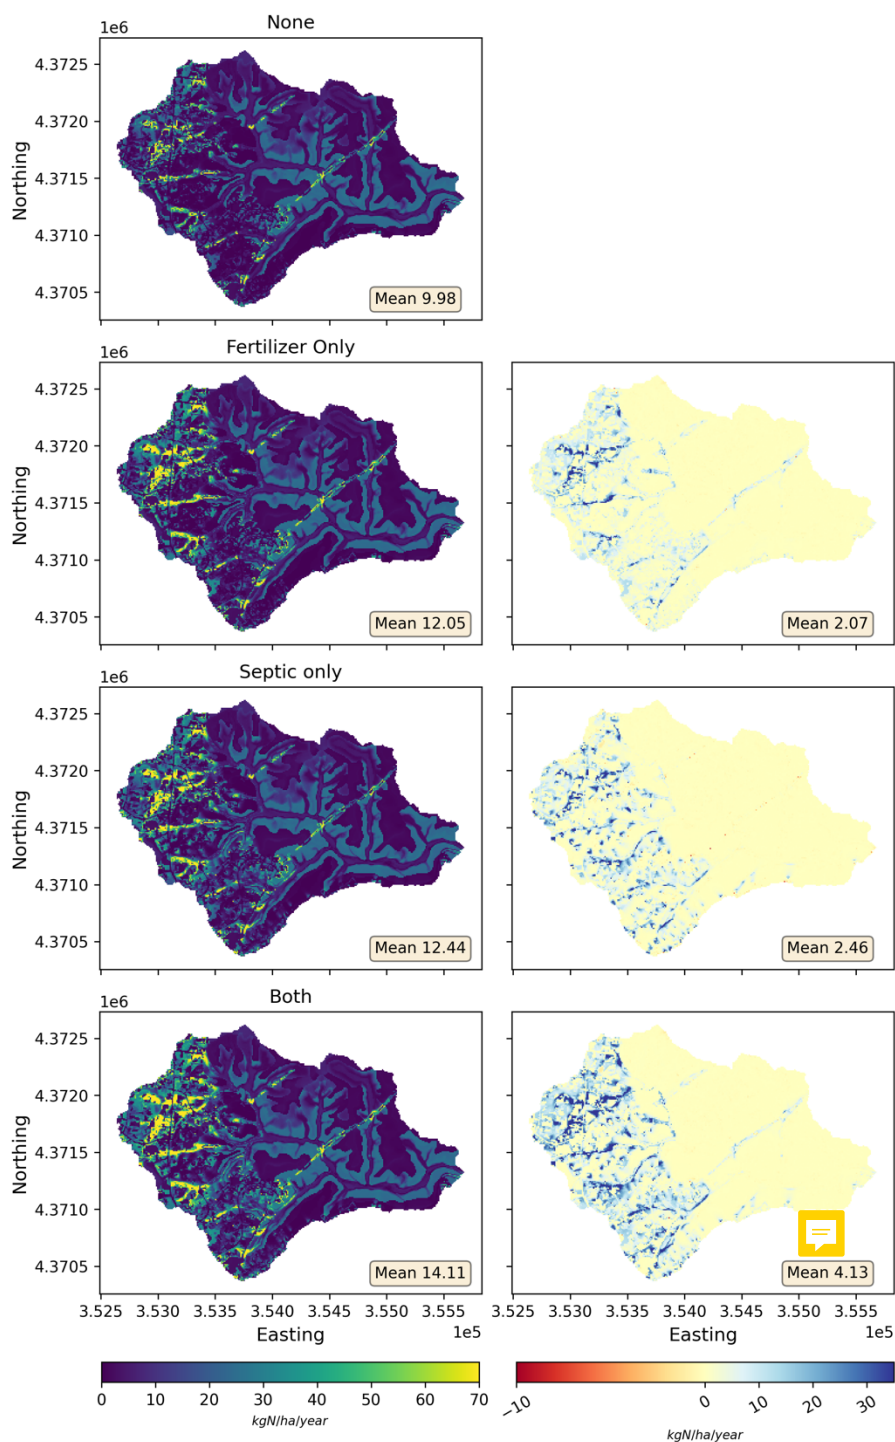 None
1e6
4.3725
4.3720
4.3715
4.3710
4.3705
Northing
Mean 9.98
Fertilizer Only
1e6
4.3725
4.3720
4.3715
4.3710
4.3705
Northing
Mean 12.05
Mean 2.07
Septic only
1e6
4.3725
4.3720
4.3715
4.3710
4.3705
Northing
Mean 12.44
Mean 2.46
Both
1e6
4.3725
4.3720
4.3715
4.3710
4.3705
Northing
Mean 14.11
Mean 4.13
3.525 3.530 3.535 3.540 3.545 3.550 3.555
Easting
1e5
3.525 3.530 3.535 3.540 3.545 3.550 3.555
Easting
1e5
0 10 20 30 40 50 60 70
kgN/ha/year
−10 0 10 20 30
kgN/ha/year